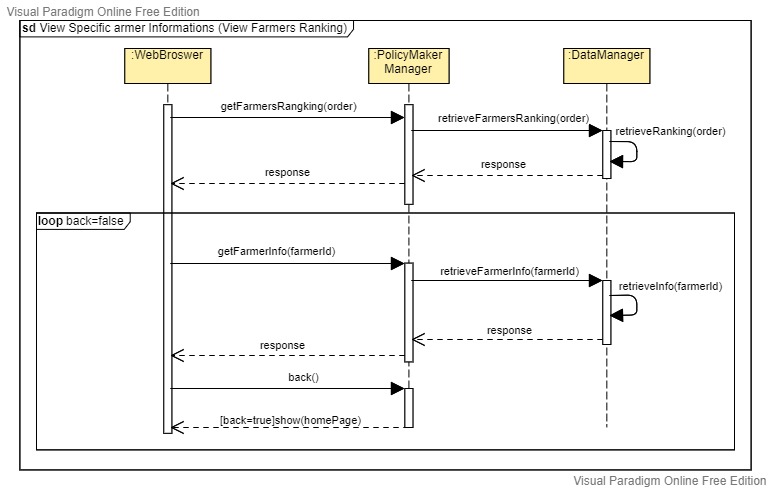 Visual Paradigm Online Free Edition
sd View Specific armer Informations (View Farmers Ranking)
:WebBroswer
:PolicyMaker
Manager
:DataManager
getFarmersRangking(order)
retrieveFarmersRanking(order)
retrieveRanking(order)
response
response
loop back=false
getFarmerInfo(farmerId)
retrieveFarmerInfo(farmerId)
retrieveInfo(farmerId)
response
response
back()
[back=true]show(homePage)
Visual Paradigm Online Free Edition